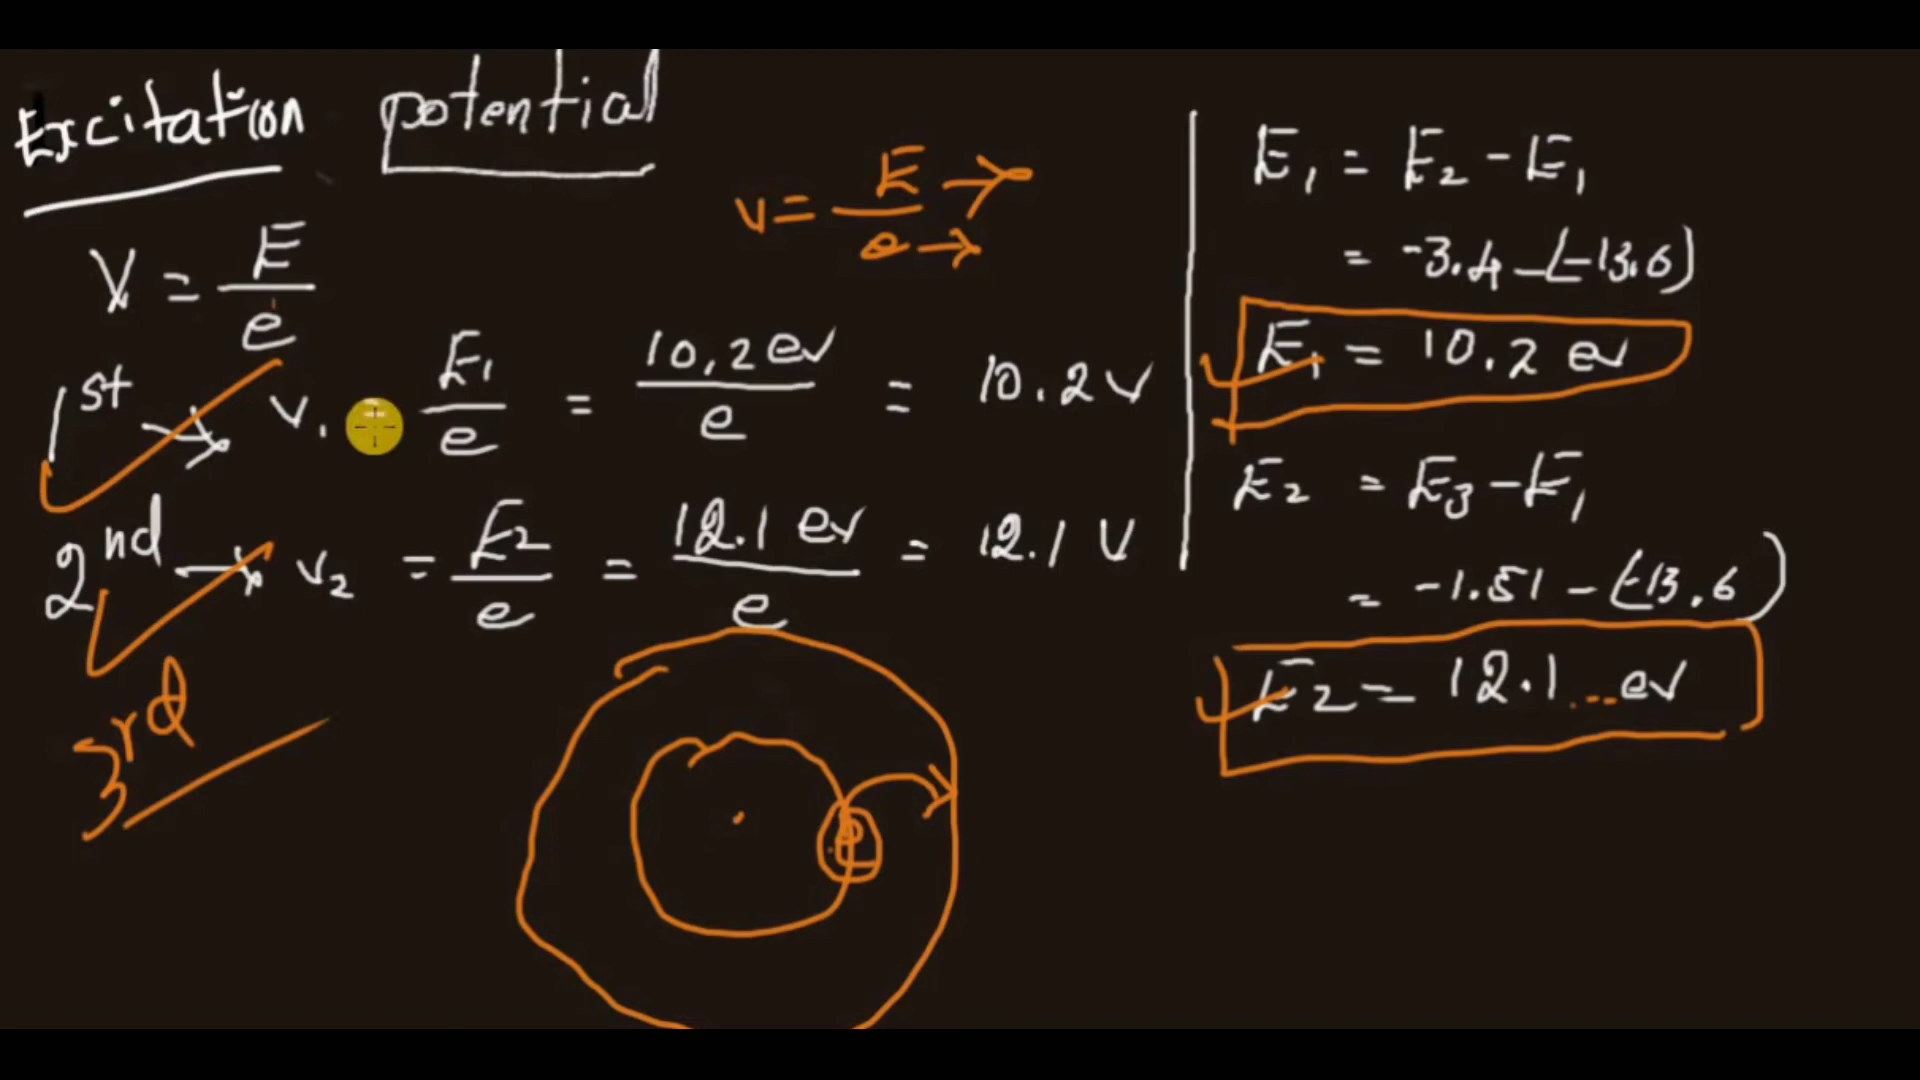 Excitation potential
V = E/e
v = E/e
1st → v1 E1/e = 10,2 ev/e = 10.2 V
2nd → v2 = E2/e = 12.1 ev/e = 12.1 V
3rd
e
E1 = E2 - E1
= -3.4 - (-13.6)
E1 = 10.2 ev
E2 = E3 - E1
= -1.51 - (-13.6)
E2 = 12.1... ev